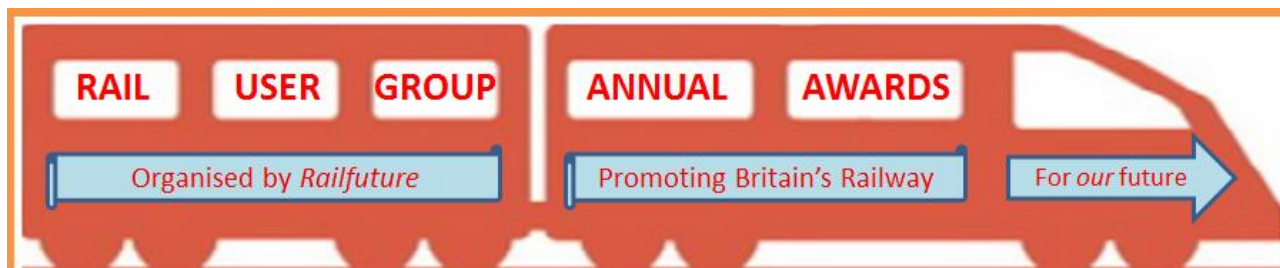 RAIL USER GROUP ANNUAL AWARDS
Organised by Railfuture Promoting Britain's Railway For our future